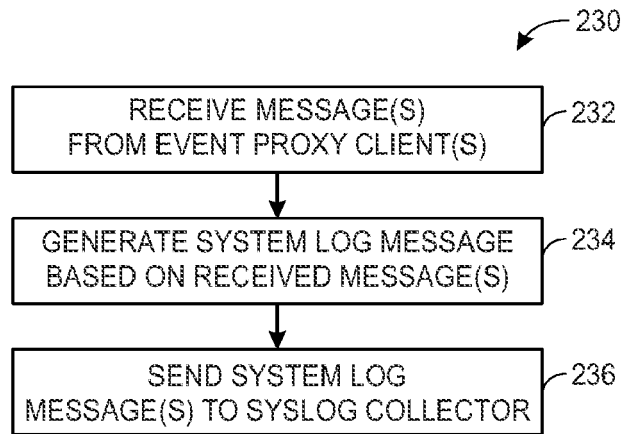 230
RECEIVE MESSAGE(S)
FROM EVENT PROXY CLIENT(S)
232
GENERATE SYSTEM LOG MESSAGE
BASED ON RECEIVED MESSAGE(S)
234
SEND SYSTEM LOG
MESSAGE(S) TO SYSLOG COLLECTOR
236